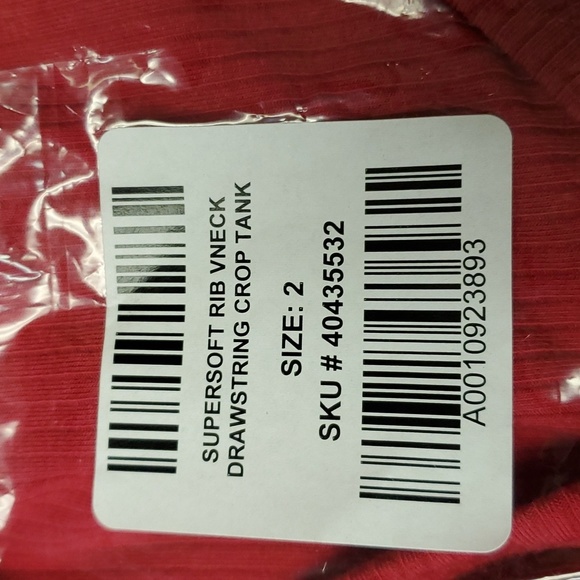 SUPERSOFT RIB VNECK
DRAWSTRING CROP TANK
SIZE: 2
SKU # 40435532
A0010923893